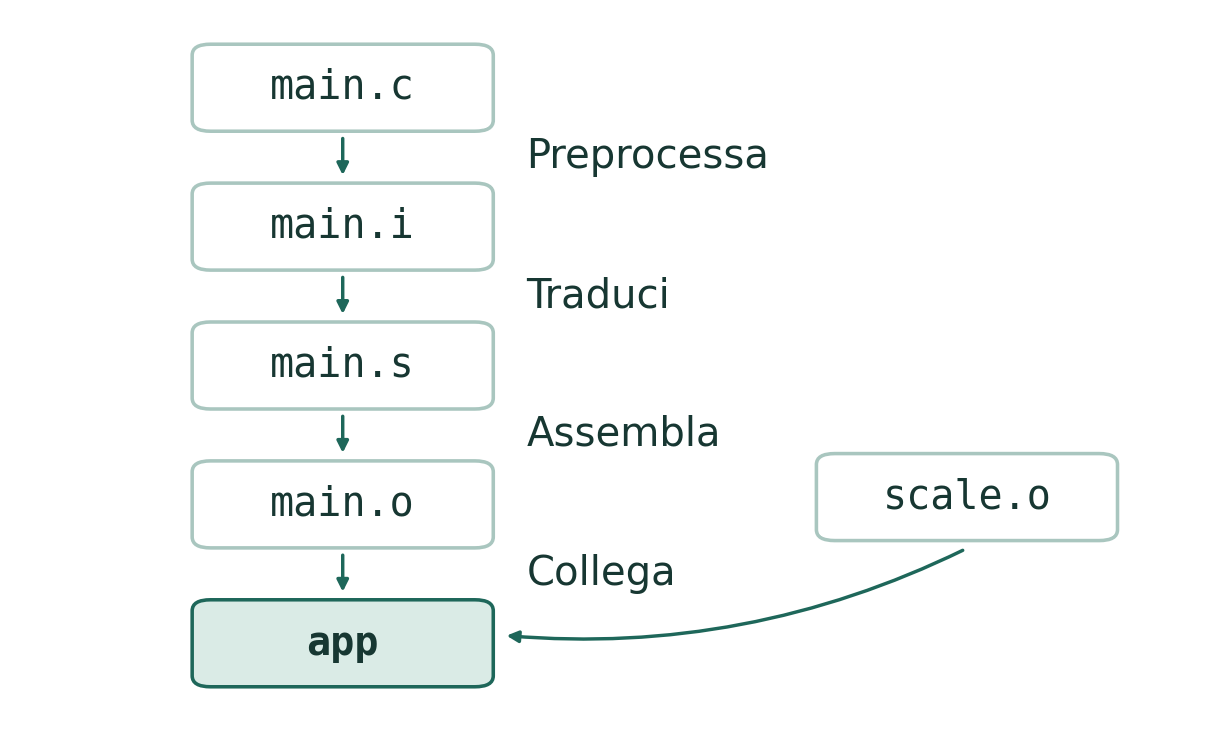 main.c
Preprocessa
main.i
Traduci
main.s
Assembla
main.o
scale.o
Collega
app